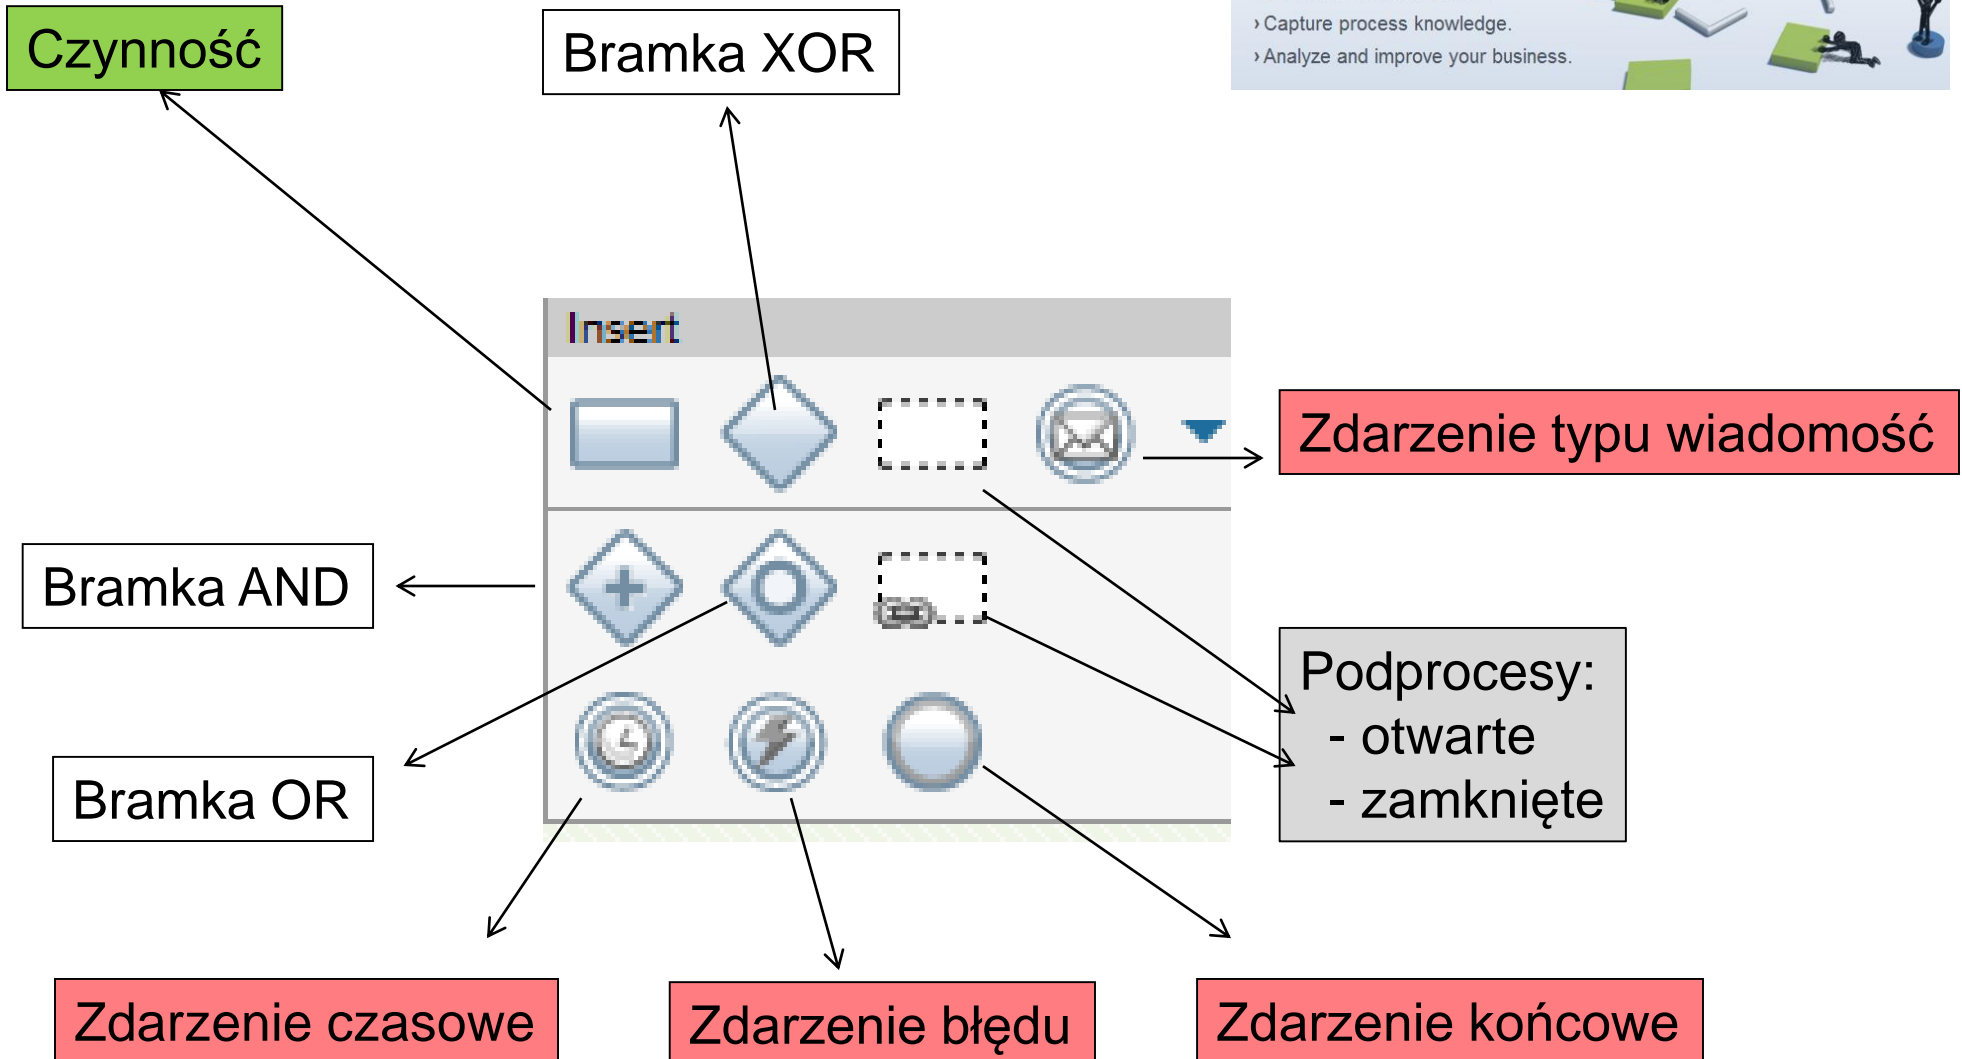 › Capture process knowledge.
› Analyze and improve your business.
Czynność
Bramka XOR
Insert
Zdarzenie typu wiadomość
Bramka AND
Podprocesy:
- otwarte
- zamknięte
Bramka OR
Zdarzenie czasowe
Zdarzenie błędu
Zdarzenie końcowe